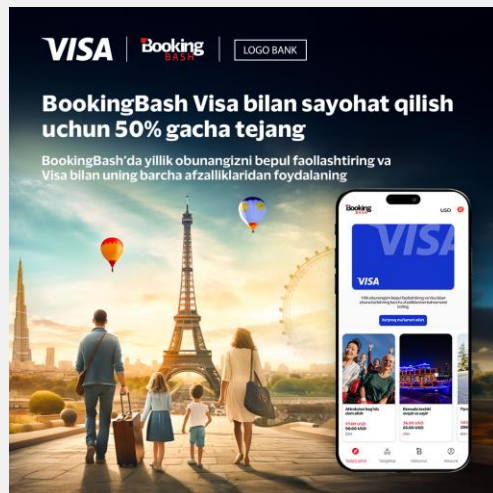 VISA
Booking
BASH
LOGO BANK
BookingBash Visa bilan sayohat qilish
uchun 50% gacha tejang
BookingBash'da yillik obunangizni bepul faollashtiring va
Visa bilan uning barcha afzalliklaridan foydalaning
Booking
BASH
USD
VISA
VISA